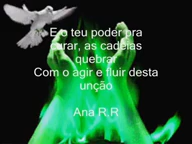 E o teu poder pra
curar, as cadeias
quebrar
Com o agir e fluir desta
unção
Ana R.R